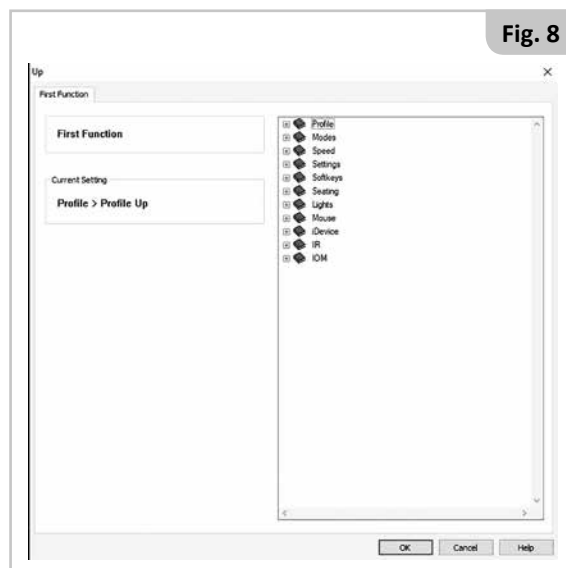 Fig. 8
Up
First Function
First Function
Current Setting
Profile > Profile Up
Profile
Modes
Speed
Settings
Softkeys
Seating
Lights
Mouse
iDevice
IR
IOM
OK Cancel Help